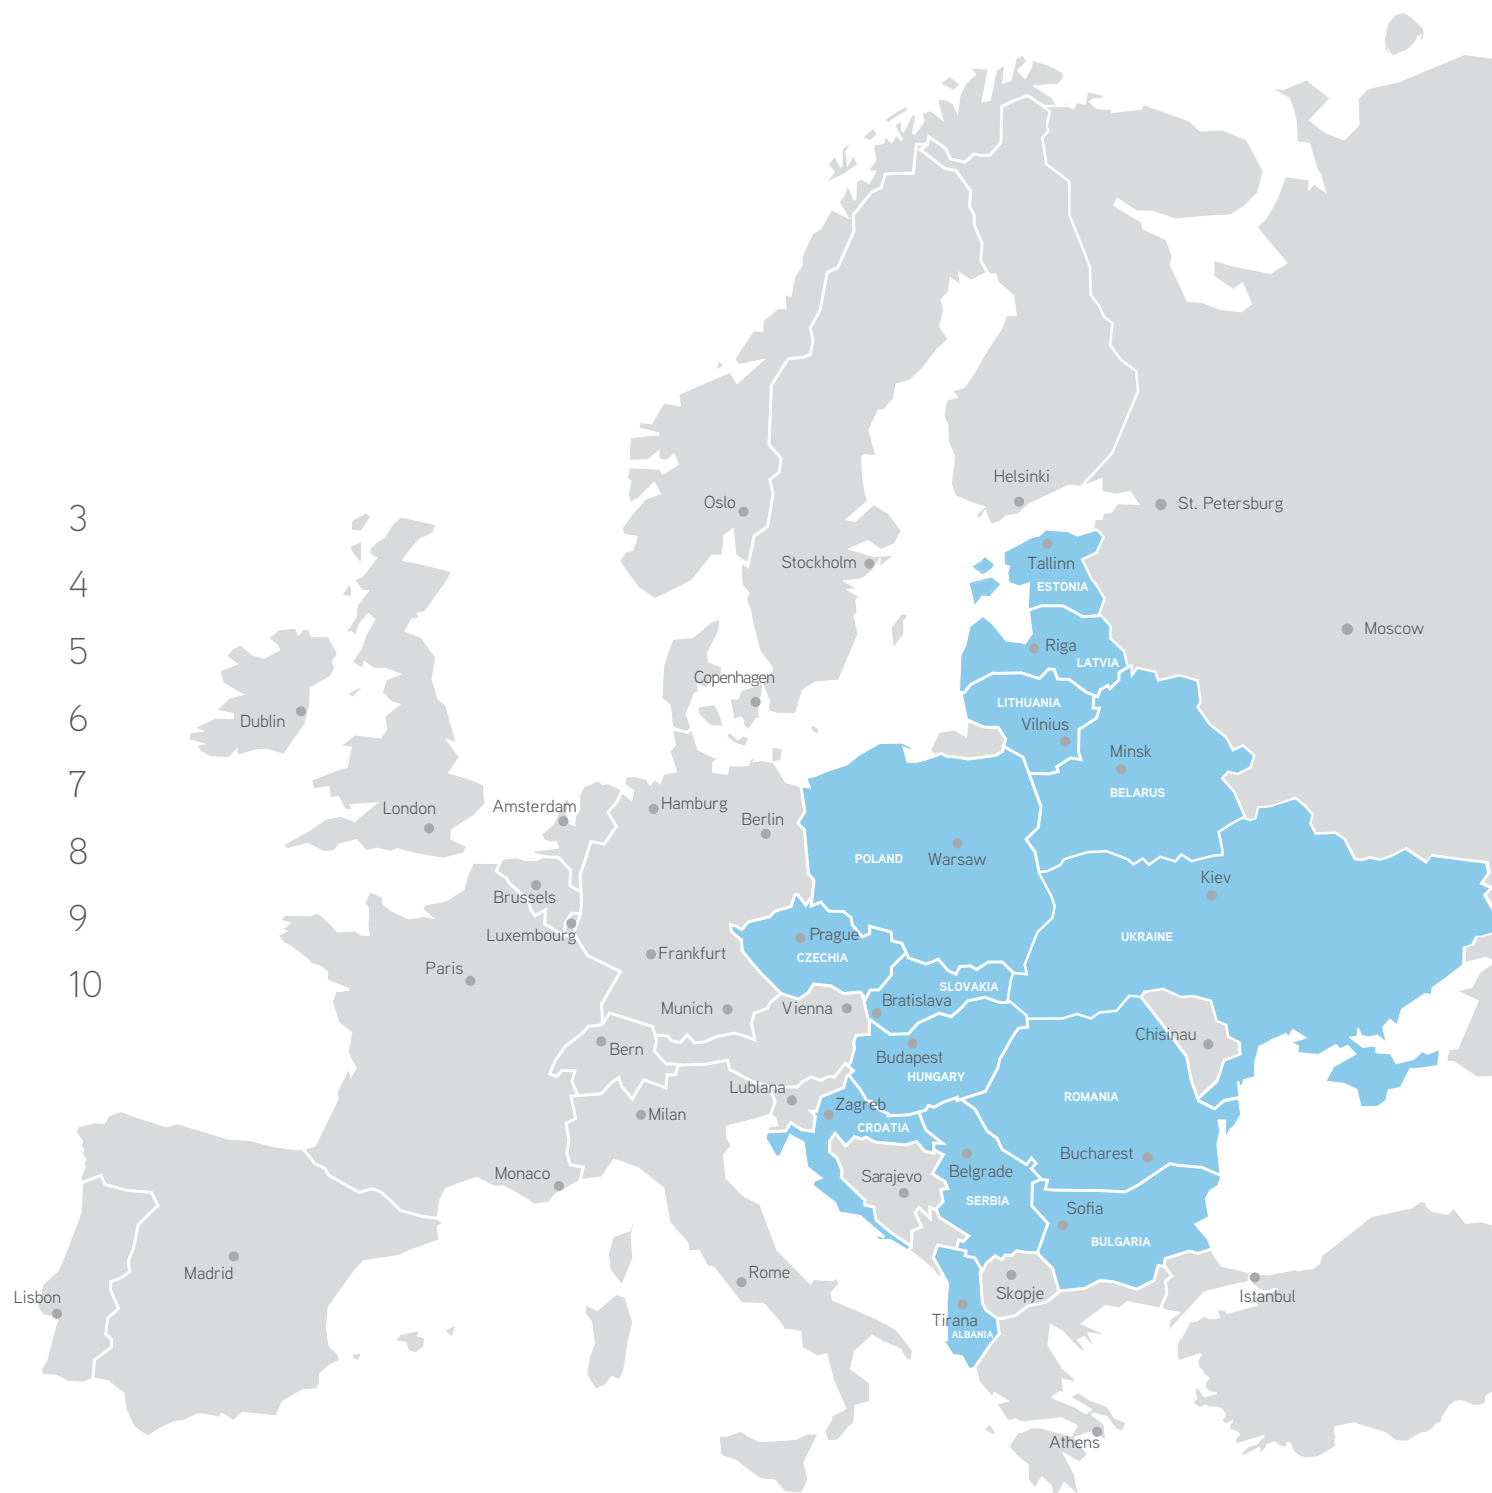 Helsinki
Oslo
St. Petersburg
3
Stockholm
Tallinn
4
ESTONIA
Moscow
5
Riga
LATVIA
Copenhagen
LITHUANIA
6
Dublin
Vilnius
Minsk
7
BELARUS
London
Amsterdam
Hamburg
Berlin
8
POLAND
Warsaw
Kiev
Brussels
9
Luxembourg
Prague
UKRAINE
Frankfurt
CZECHIA
Paris
10
SLOVAKIA
Bratislava
Munich
Vienna
Chisinau
Bern
Budapest
HUNGARY
Lublana
ROMANIA
Zagreb
Milan
CROATIA
Bucharest
Monaco
Sarajevo
Belgrade
SERBIA
Sofia
BULGARIA
Madrid
Rome
Lisbon
Skopje
Istanbul
Tirana
ALBANIA
Athens